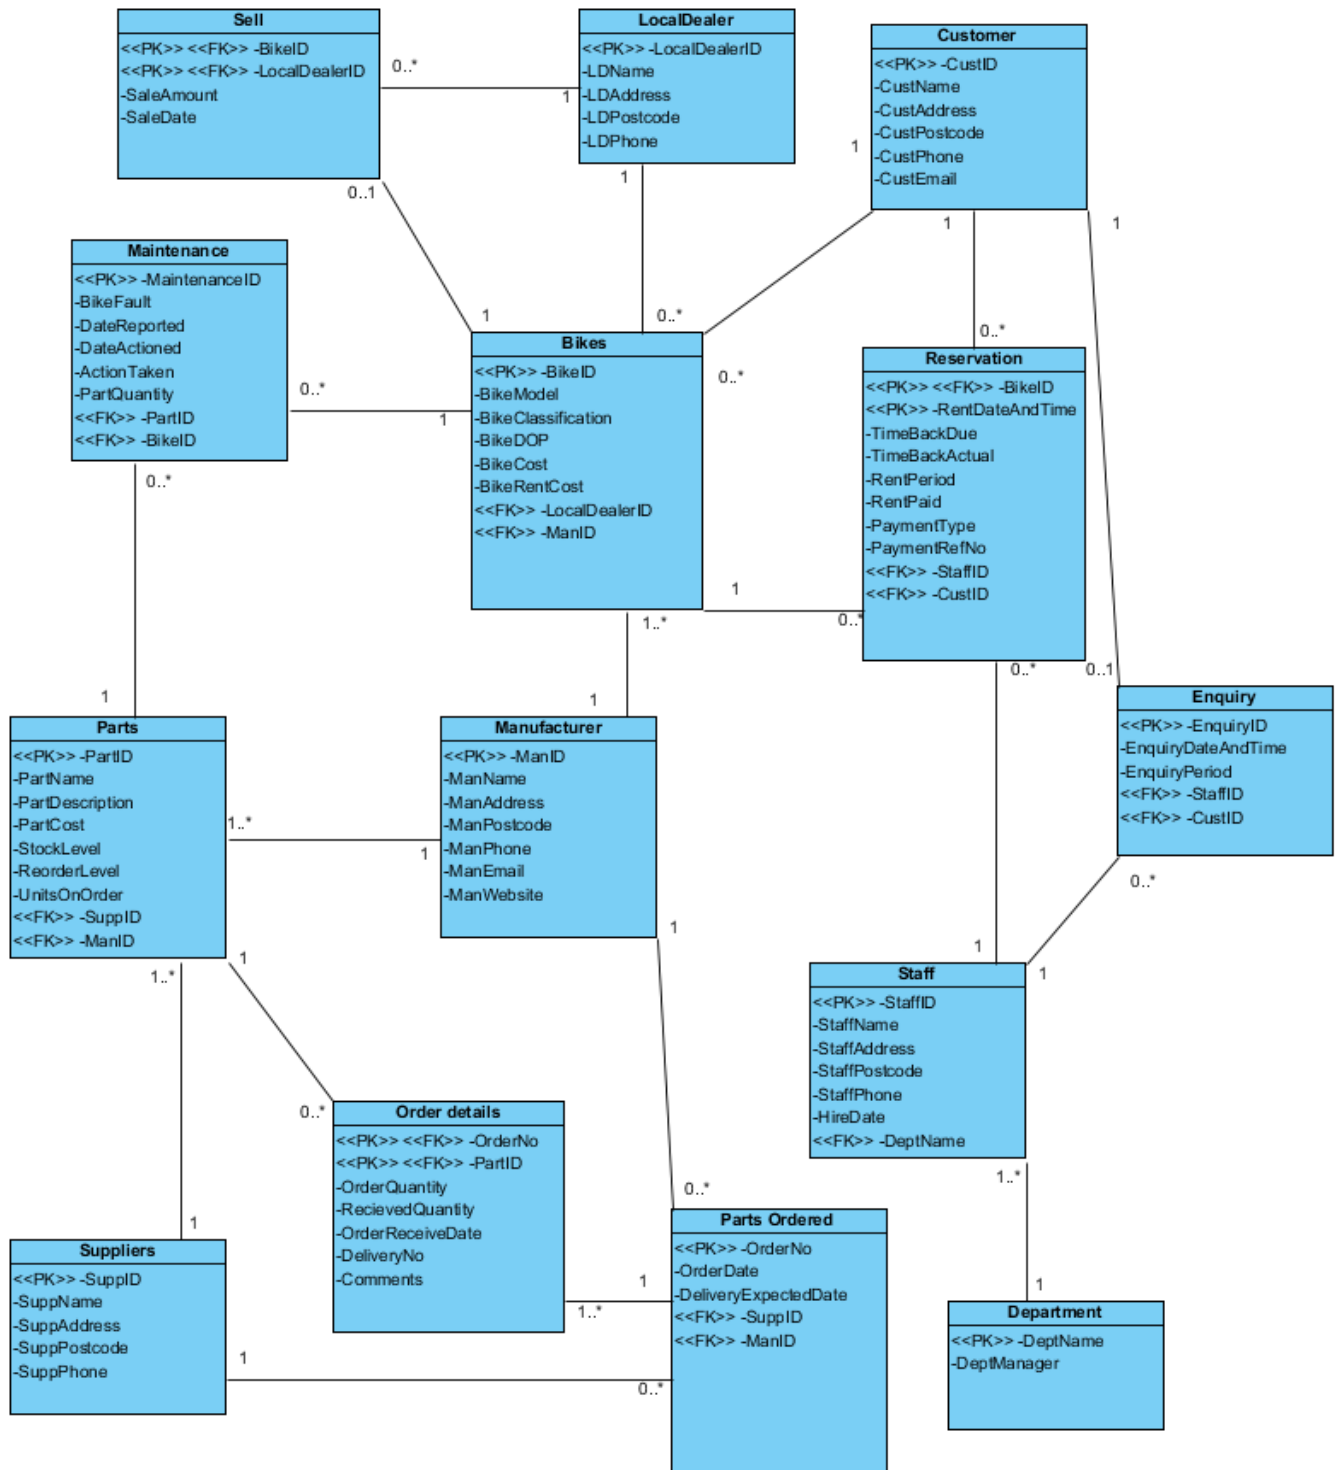 Sell
<<PK>> <<FK>> -BikeID
<<PK>> <<FK>> -LocalDealerID
-SaleAmount
-SaleDate
0..*
1
0..1
LocalDealer
<<PK>> -LocalDealerID
-LDName
-LDAddress
-LDPostcode
-LDPhone
1
Customer
<<PK>> -CustID
-CustName
-CustAddress
-CustPostcode
-CustPhone
-CustEmail
1
1
1
Maintenance
<<PK>> -MaintenanceID
-BikeFault
-DateReported
-DateActioned
-ActionTaken
-PartQuantity
<<FK>> -PartID
<<FK>> -BikeID
0..*
1
0..*
1
0..*
0..*
Bikes
<<PK>> -BikeID
-BikeModel
-BikeClassification
-BikeDOP
-BikeCost
-BikeRentCost
<<FK>> -LocalDealerID
<<FK>> -ManID
1
0..*
1..*
1
0..*
Reservation
<<PK>> <<FK>> -BikeID
<<PK>> -RentDateAndTime
-TimeBackDue
-TimeBackActual
-RentPeriod
-RentPaid
-PaymentType
-PaymentRefNo
<<FK>> -StaffID
<<FK>> -CustID
0..*
0..1
Enquiry
<<PK>> -EnquiryID
-EnquiryDateAndTime
-EnquiryPeriod
<<FK>> -StaffID
<<FK>> -CustID
0..*
1
Parts
<<PK>> -PartID
-PartName
-PartDescription
-PartCost
-StockLevel
-ReorderLevel
-UnitsOnOrder
<<FK>> -SuppID
<<FK>> -ManID
1..*
1
1..*
1
Manufacturer
<<PK>> -ManID
-ManName
-ManAddress
-ManPostcode
-ManPhone
-ManEmail
-ManWebsite
1
1
1
Staff
<<PK>> -StaffID
-StaffName
-StaffAddress
-StaffPostcode
-StaffPhone
-HireDate
<<FK>> -DeptName
1..*
1
0..*
Order details
<<PK>> <<FK>> -OrderNo
<<PK>> <<FK>> -PartID
-OrderQuantity
-RecievedQuantity
-OrderReceiveDate
-DeliveryNo
-Comments
1
1..*
0..*
Parts Ordered
<<PK>> -OrderNo
-OrderDate
-DeliveryExpectedDate
<<FK>> -SuppID
<<FK>> -ManID
1
Suppliers
<<PK>> -SuppID
-SuppName
-SuppAddress
-SuppPostcode
-SuppPhone
1
0..*
Department
<<PK>> -DeptName
-DeptManager